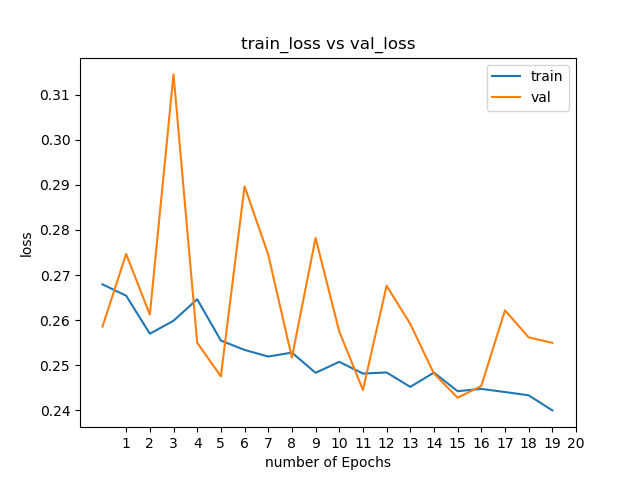 train_loss vs val_loss
train
val
0.31
0.30
0.29
0.28
0.27
0.26
0.25
0.24
loss
1 2 3 4 5 6 7 8 9 10 11 12 13 14 15 16 17 18 19 20
number of Epochs